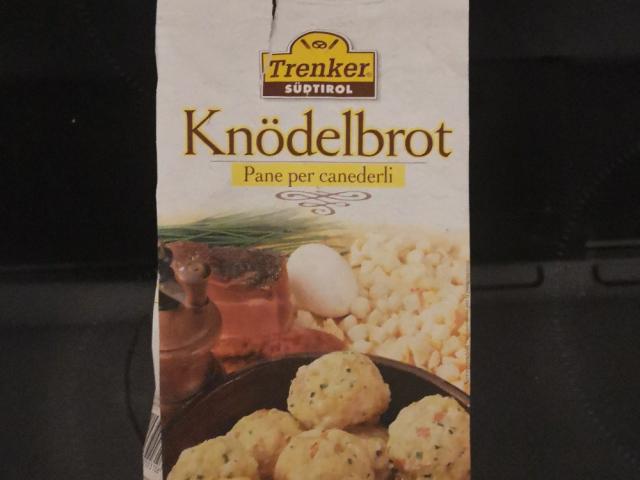 Trenker
SÜDTIROL
Knödelbrot
Pane per canederli